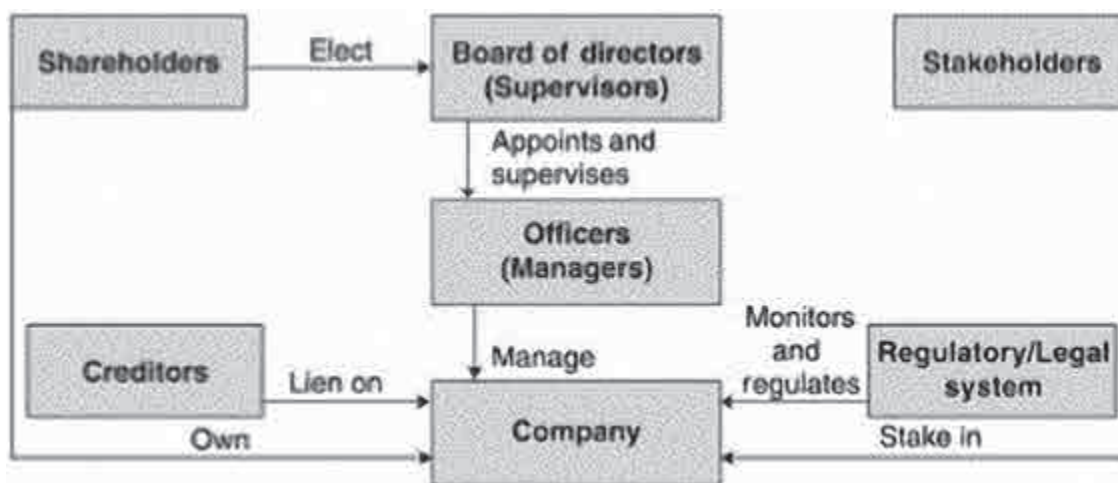 Shareholders
Elect
Board of directors
(Supervisors)
Stakeholders
Appoints and
supervises
Officers
(Managers)
Creditors
Lien on
Manage
Monitors
and
regulates
Regulatory/Legal
system
Own
Company
Stake in